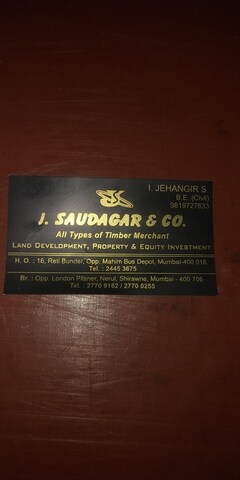 I. JEHANGIR S.
B.E. (Civil)
9819727633
J. SAUDAGAR & CO.
All Types of Timber Merchant
LAND DEVELOPMENT, PROPERTY & EQUITY INVESTMENT
H. O. : 16, Reti Bunder, Opp. Mahim Bus Depot, Mumbai-400 016.
Tel. : 2445 3675
Br. : Opp. London Pilsner, Nerul, Shirawne, Mumbai - 400 706
Tel. : 2770 9162 / 2770 0255